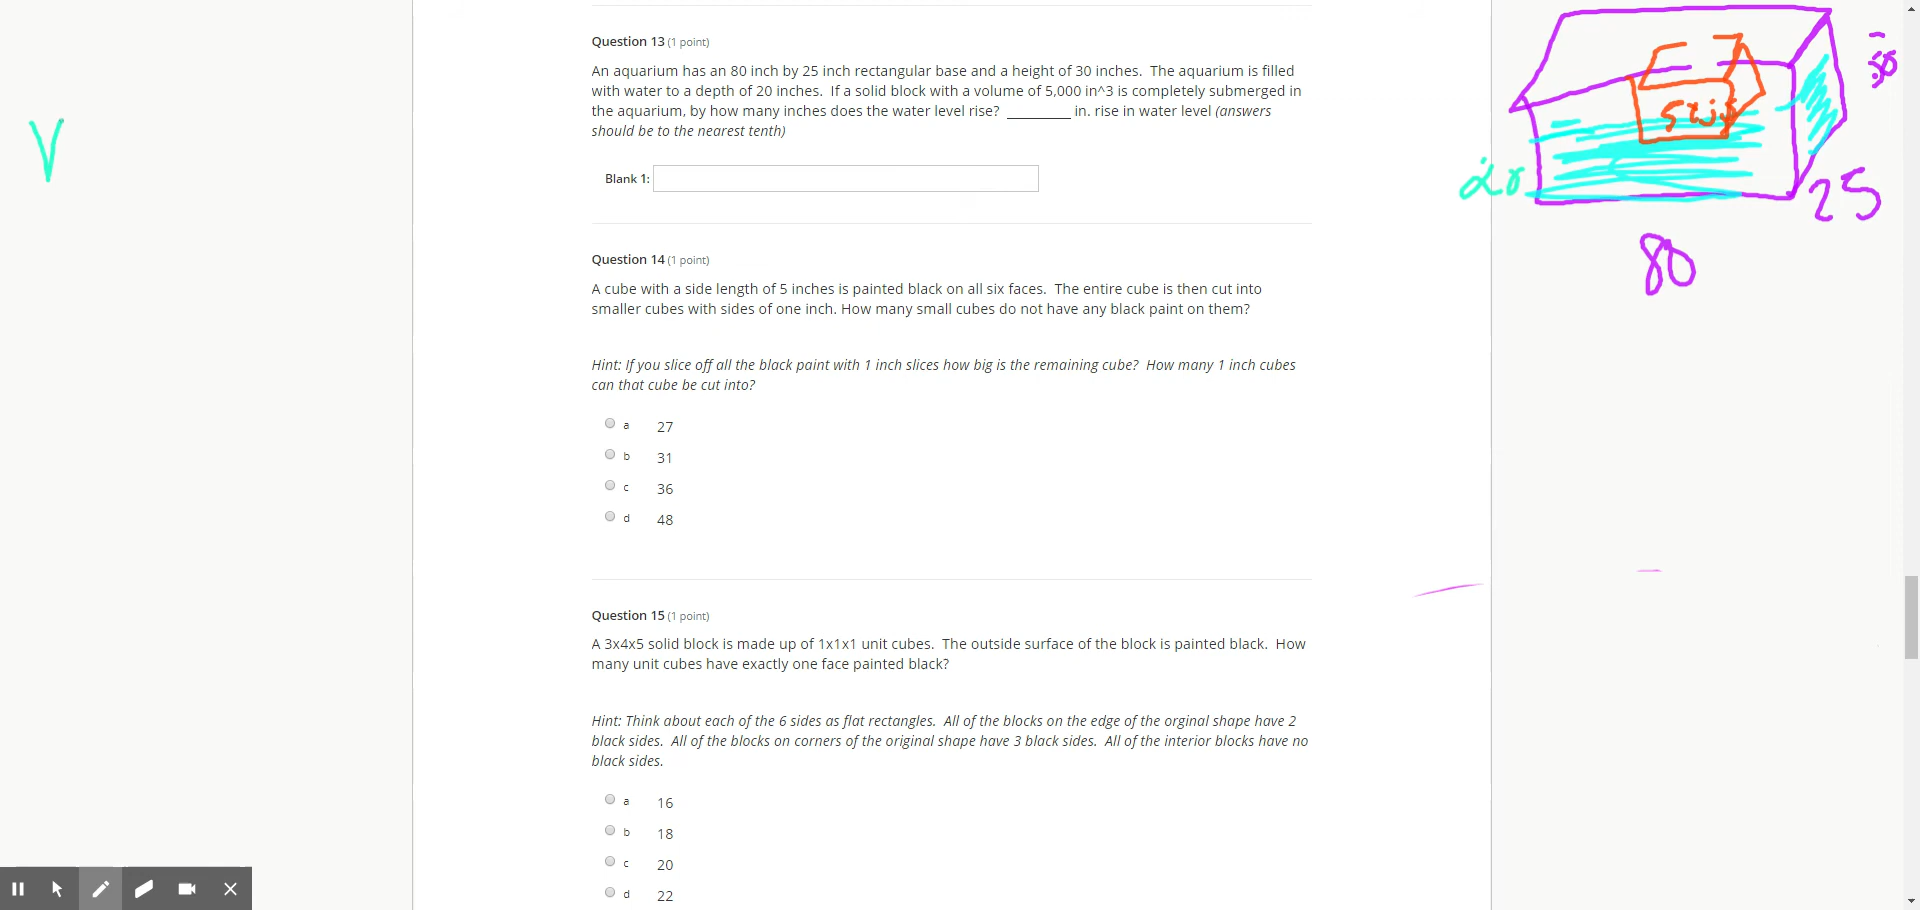 Question 13 (1 point)
An aquarium has an 80 inch by 25 inch rectangular base and a height of 30 inches.  The aquarium is filled
with water to a depth of 20 inches.  If a solid block with a volume of 5,000 in^3 is completely submerged in
the aquarium, by how many inches does the water level rise?  _________ in. rise in water level (answers
should be to the nearest tenth)
Blank 1:
V
20
25
80
Question 14 (1 point)
A cube with a side length of 5 inches is painted black on all six faces.  The entire cube is then cut into
smaller cubes with sides of one inch. How many small cubes do not have any black paint on them?
Hint: If you slice off all the black paint with 1 inch slices how big is the remaining cube?  How many 1 inch cubes
can that cube be cut into?
a 27
b 31
c 36
d 48
Question 15 (1 point)
A 3x4x5 solid block is made up of 1x1x1 unit cubes.  The outside surface of the block is painted black.  How
many unit cubes have exactly one face painted black?
Hint: Think about each of the 6 sides as flat rectangles.  All of the blocks on the edge of the orginal shape have 2
black sides.  All of the blocks on corners of the original shape have 3 black sides.  All of the interior blocks have no
black sides.
a 16
b 18
c 20
d 22